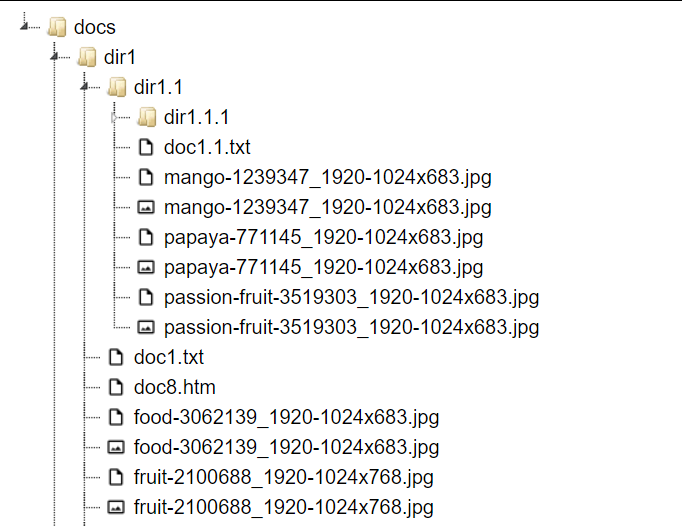 docs
dir1
dir1.1
dir1.1.1
doc1.1.txt
mango-1239347_1920-1024x683.jpg
mango-1239347_1920-1024x683.jpg
papaya-771145_1920-1024x683.jpg
papaya-771145_1920-1024x683.jpg
passion-fruit-3519303_1920-1024x683.jpg
passion-fruit-3519303_1920-1024x683.jpg
doc1.txt
doc8.htm
food-3062139_1920-1024x683.jpg
food-3062139_1920-1024x683.jpg
fruit-2100688_1920-1024x768.jpg
fruit-2100688_1920-1024x768.jpg